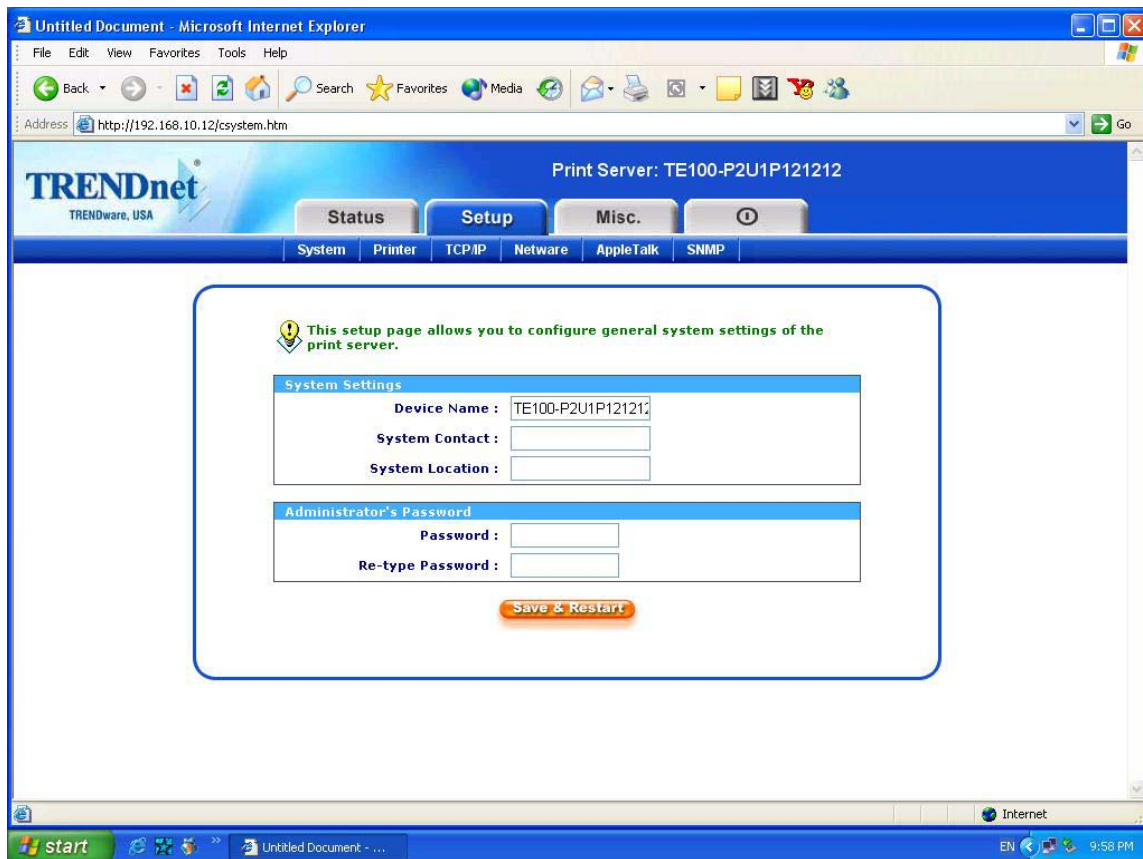 Untitled Document - Microsoft Internet Explorer
File Edit View Favorites Tools Help
Back Search Favorites Media
Address http://192.168.10.12/csystem.htm Go
TRENDnet
TRENDware, USA
Print Server: TE100-P2U1P121212
Status Setup Misc.
System Printer TCP/IP Netware AppleTalk SNMP
This setup page allows you to configure general system settings of the
print server.
System Settings
Device Name : TE100-P2U1P121212
System Contact :
System Location :
Administrator's Password
Password :
Re-type Password :
Save & Restart
Internet
start Untitled Document - ... EN 9:58 PM